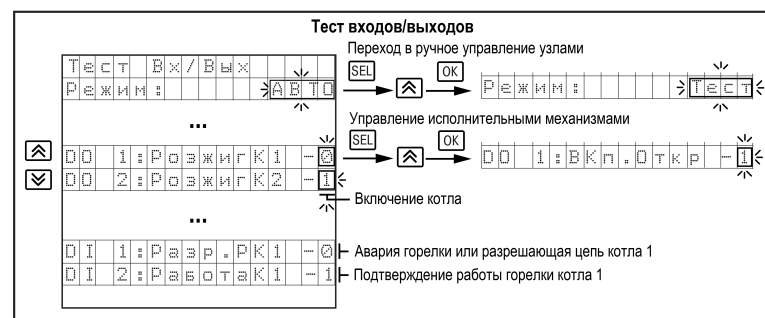 Тест входов/выходов
Переход в ручное управление узлами
Тест Вх/Вых
Режим: АВТО
SEL
OK
Режим: Тест
...
Управление исполнительными механизмами
SEL
OK
DO 1:РозжигК1 -0
DO 2:РозжигК2 -1
DO 1:ВКп.Откр -1
Включение котла
...
DI 1:Разр.РК1 -0
Авария горелки или разрешающая цепь котла 1
DI 2:РаботаК1 -1
Подтверждение работы горелки котла 1